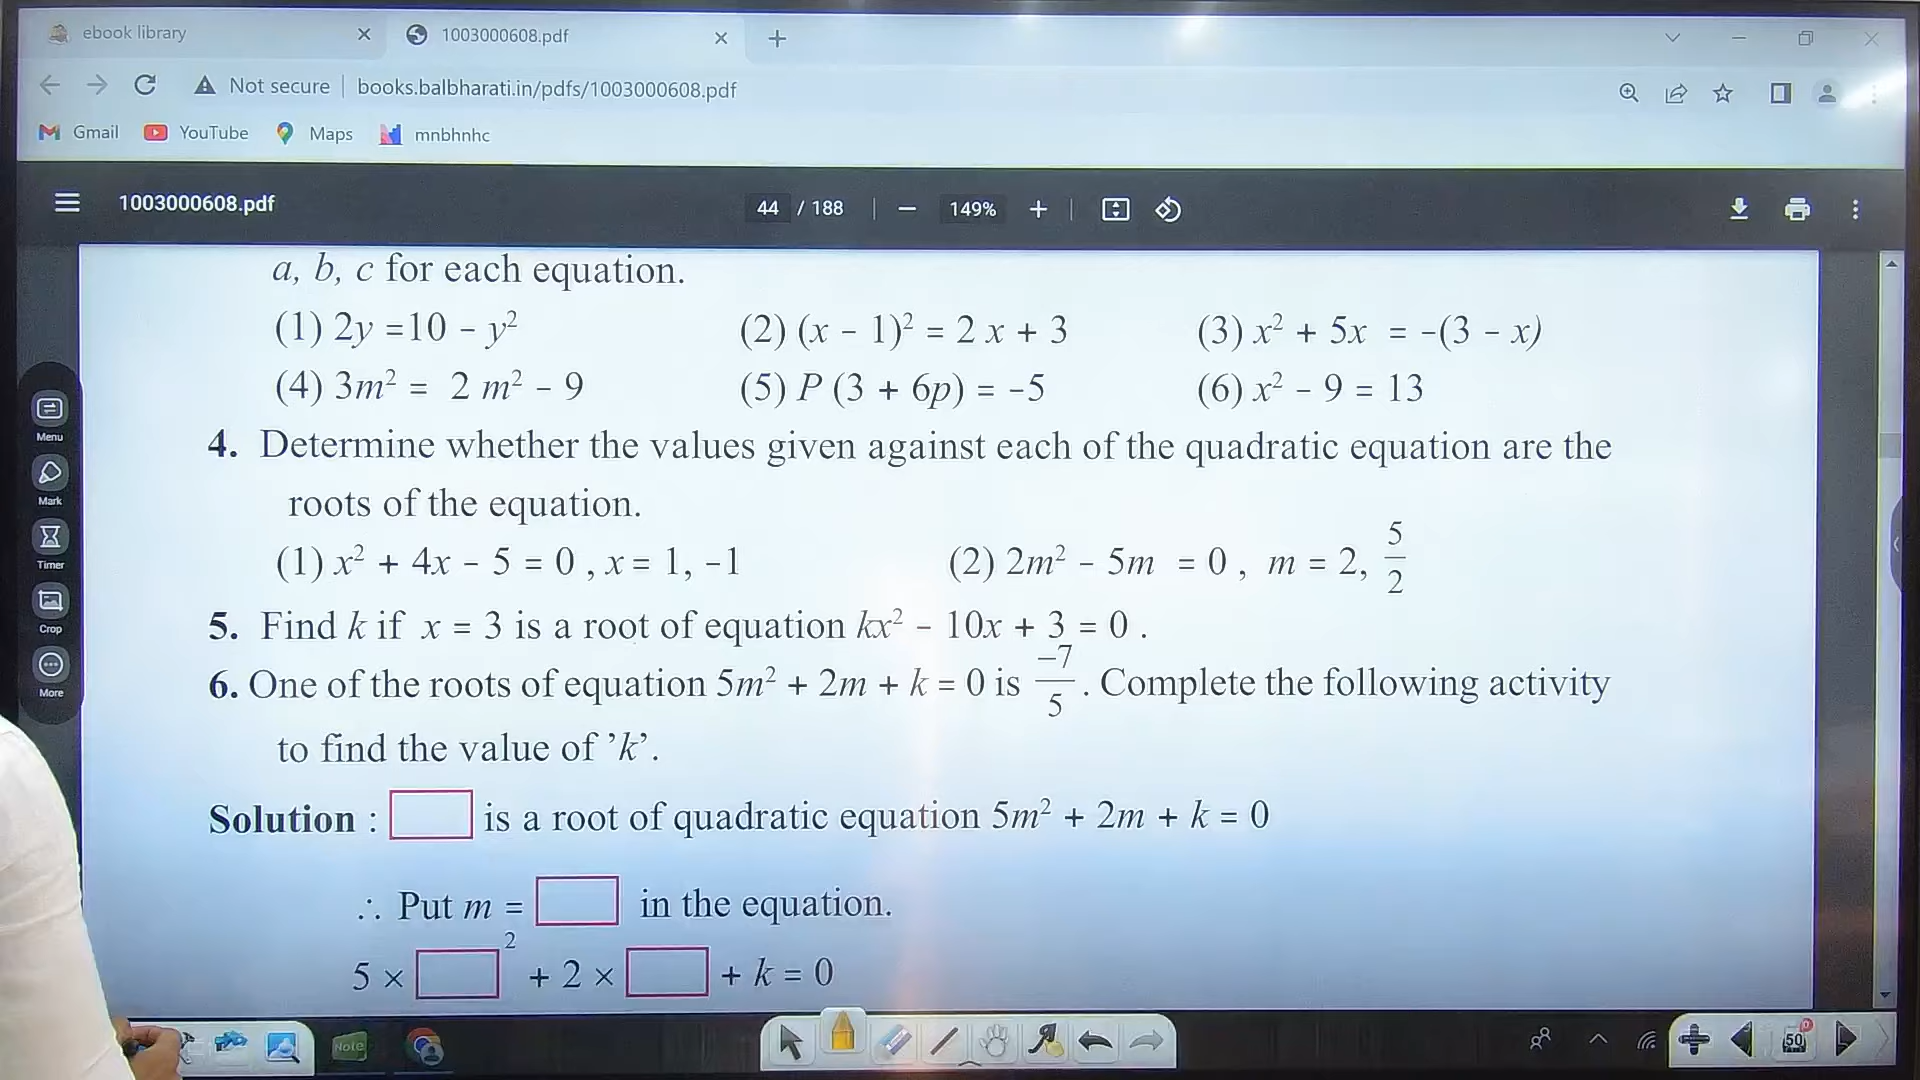 ebook library
1003000608.pdf
Not secure books.balbharati.in/pdfs/1003000608.pdf
Gmail YouTube Maps mnbhnhc
1003000608.pdf 44 / 188 − 149% +
a, b, c for each equation.
(1) 2y =10 - y² (2) (x - 1)² = 2 x + 3 (3) x² + 5x = -(3 - x)
(4) 3m² = 2 m² - 9 (5) P (3 + 6p) = -5 (6) x² - 9 = 13
4. Determine whether the values given against each of the quadratic equation are the
roots of the equation.
(1) x² + 4x - 5 = 0 , x = 1, -1 (2) 2m² - 5m = 0 , m = 2, 5/2
5. Find k if x = 3 is a root of equation kx² - 10x + 3 = 0 .
6. One of the roots of equation 5m² + 2m + k = 0 is -7/5 . Complete the following activity
to find the value of ’k’.
Solution : is a root of quadratic equation 5m² + 2m + k = 0
∴ Put m = in the equation.
5 × ² + 2 × + k = 0
Menu
Mark
Timer
Crop
More
Note
50